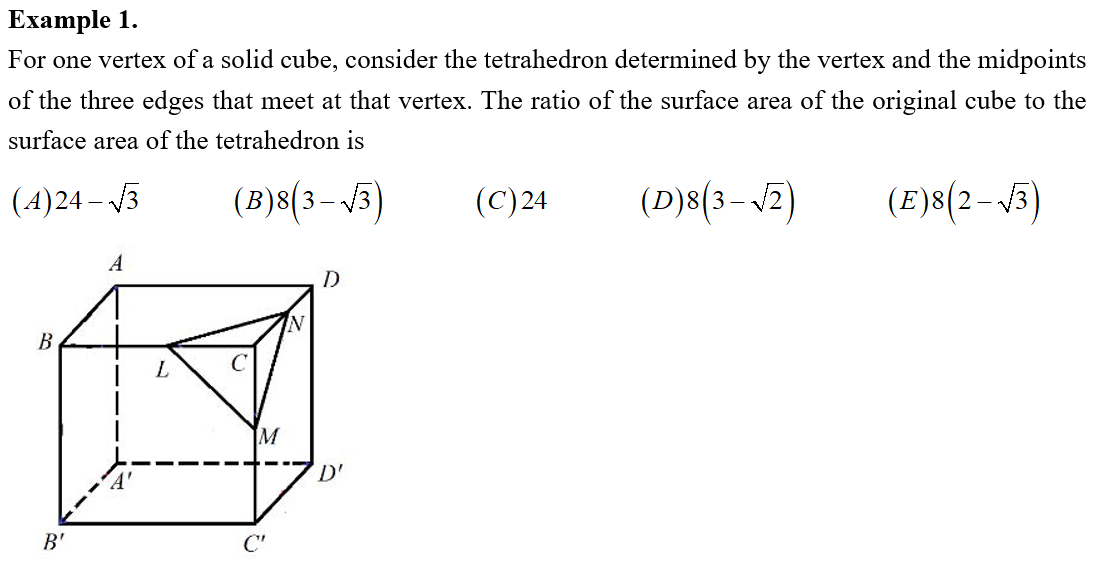 Example 1.
For one vertex of a solid cube, consider the tetrahedron determined by the vertex and the midpoints
of the three edges that meet at that vertex. The ratio of the surface area of the original cube to the
surface area of the tetrahedron is
(A)24−√3 (B)8(3−√3) (C)24 (D)8(3−√2) (E)8(2−√3)
A
D
N
B
L
C
M
A'
D'
B'
C'